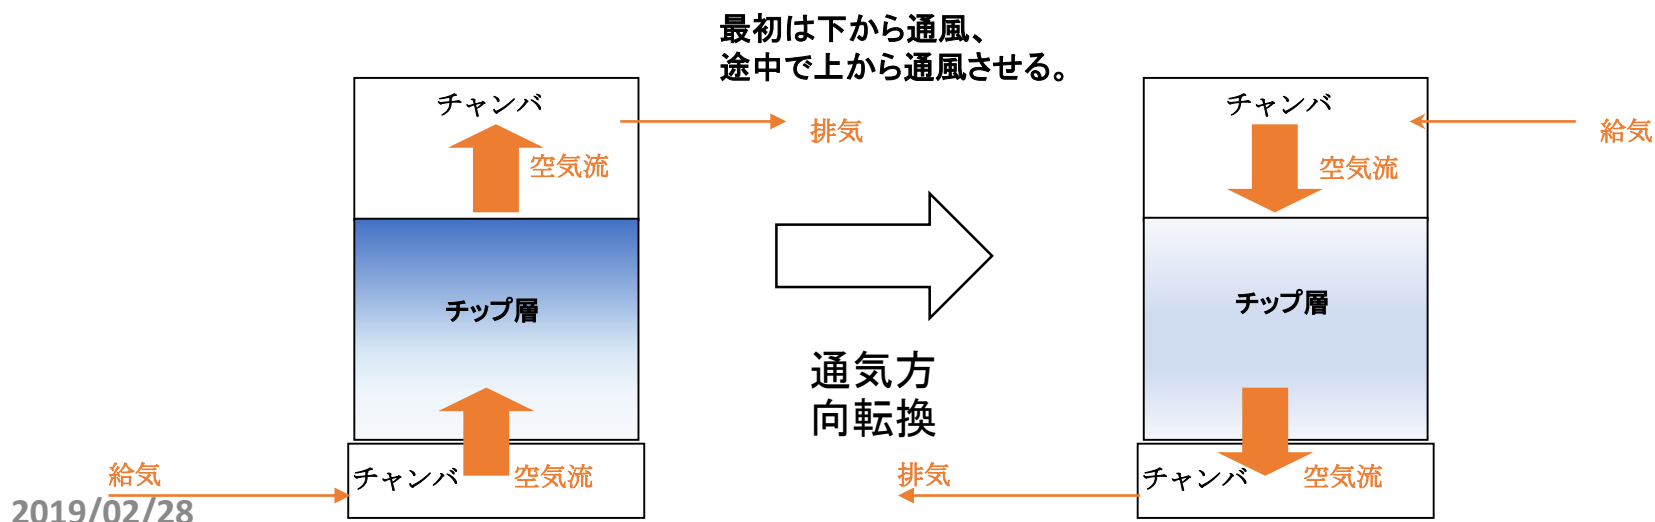 最初は下から通風、
途中で上から通風させる。
チャンバ
排気
空気流
チップ層
給気
チャンバ
空気流
通気方
向転換
チャンバ
給気
空気流
チップ層
排気
チャンバ
空気流
2019/02/28